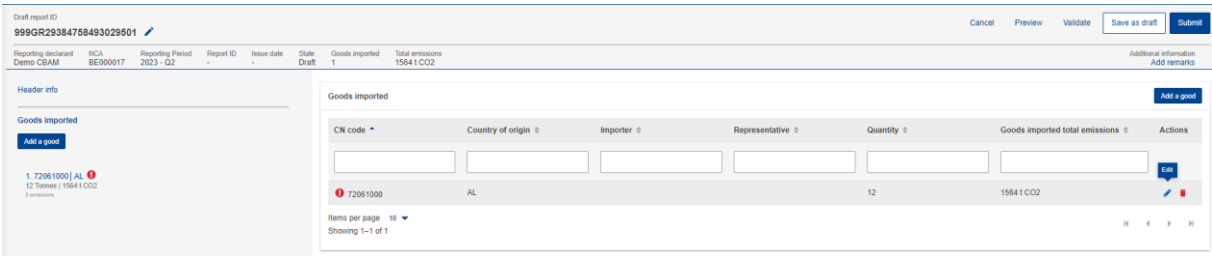 Draft report ID
999GR29384758493029501
Cancel Preview Validate Save as draft Submit
Reporting declarant NCA Reporting Period Report ID Issue date State Goods imported Total emissions Additional information
Demo CBAM BE000017 2023 - Q2 - - Draft 1 1564 t CO2 Add remarks
Header info
Goods imported
Add a good
1. 72061000| AL
12 Tonnes | 1564 t CO2
2 emissions
Goods imported Add a good
CN code Country of origin Importer Representative Quantity Goods imported total emissions Actions
Edit
72061000 AL 12 1564 t CO2
Items per page 10
Showing 1–1 of 1